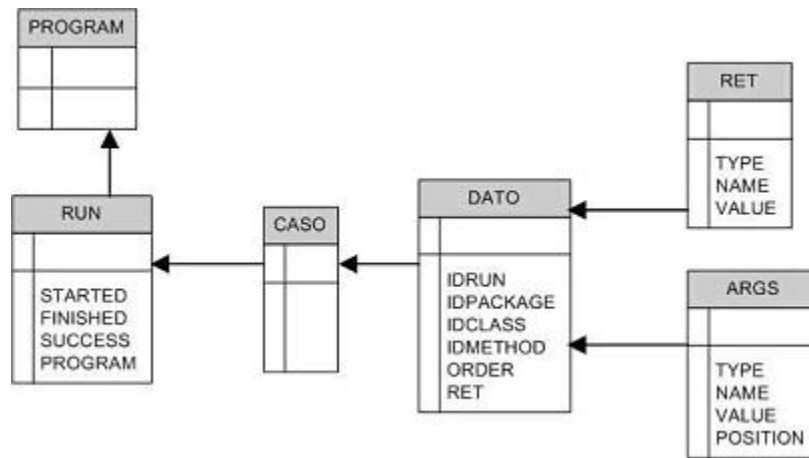 PROGRAM
RUN
STARTED
FINISHED
SUCCESS
PROGRAM
CASO
DATO
IDRUN
IDPACKAGE
IDCLASS
IDMETHOD
ORDER
RET
RET
TYPE
NAME
VALUE
ARGS
TYPE
NAME
VALUE
POSITION